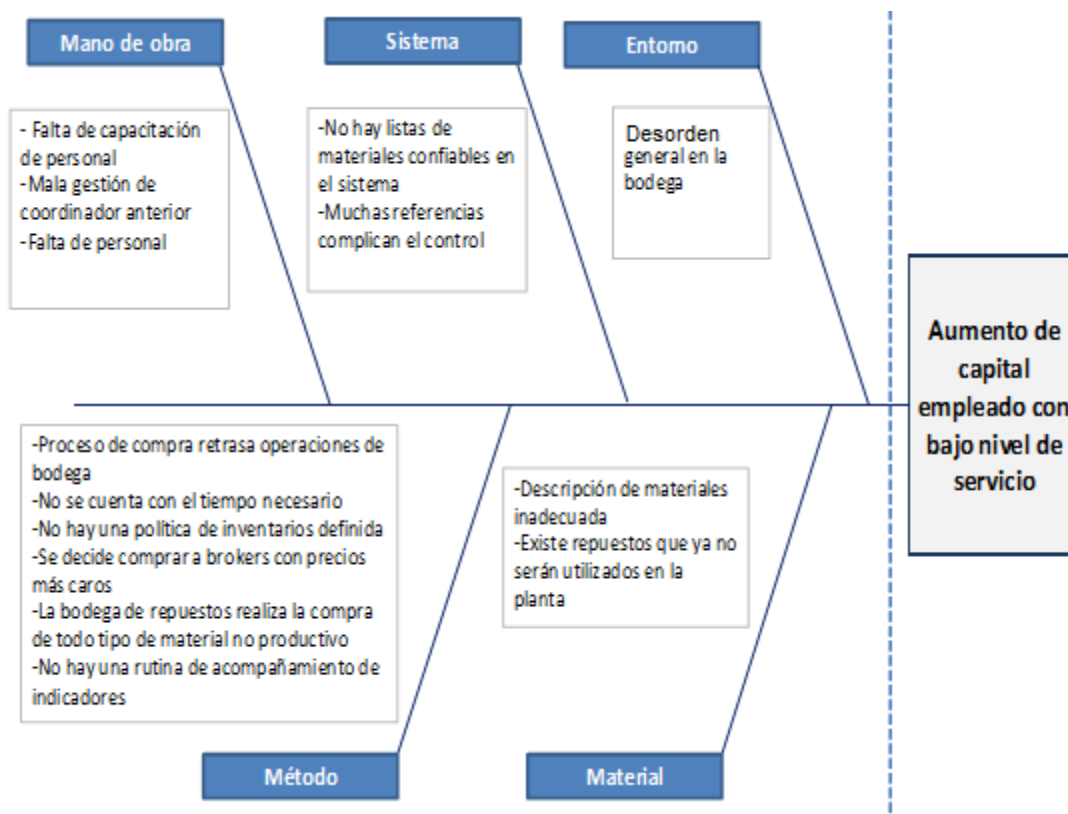 Mano de obra
Sistema
Entorno
- Falta de capacitación
de personal
-Mala gestión de
coordinador anterior
-Falta de personal
-No hay listas de
materiales confiables en
el sistema
-Muchas referencias
complican el control
Desorden
general en la
bodega
Aumento de
capital
empleado con
bajo nivel de
servicio
-Proceso de compra retrasa operaciones de
bodega
-No se cuenta con el tiempo necesario
-No hay una política de inventarios definida
-Se decide comprar a brokers con precios
más caros
-La bodega de repuestos realiza la compra
de todo tipo de material no productivo
-No hay una rutina de acompañamiento de
indicadores
-Descripción de materiales
inadecuada
-Existe repuestos que ya no
serán utilizados en la
planta
Método
Material